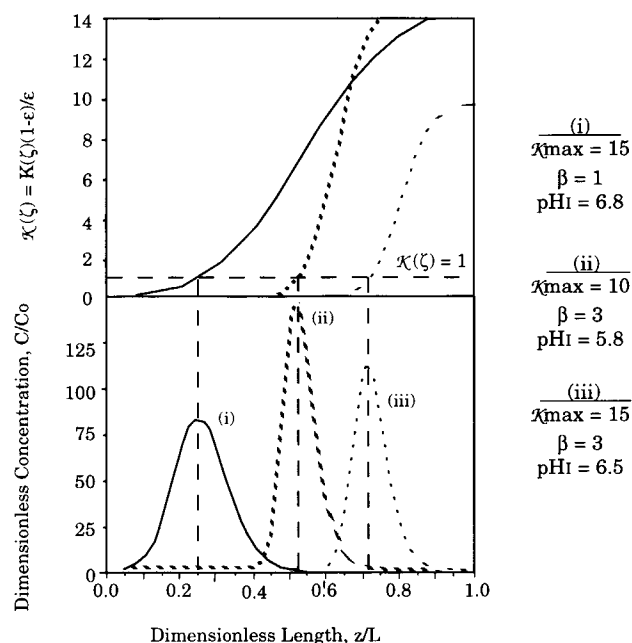 14
12
10
8
6
4
2
0
𝒦(ζ) = K(ζ)(1-ε)/ε
𝒦(ζ) = 1
(i)
𝒦max = 15
β = 1
pHI = 6.8
(ii)
𝒦max = 10
β = 3
pHI = 5.8
(iii)
𝒦max = 15
β = 3
pHI = 6.5
Dimensionless Concentration, C/Co
125
100
75
50
25
0
(i)
(ii)
(iii)
0.0
0.2
0.4
0.6
0.8
1.0
Dimensionless Length, z/L